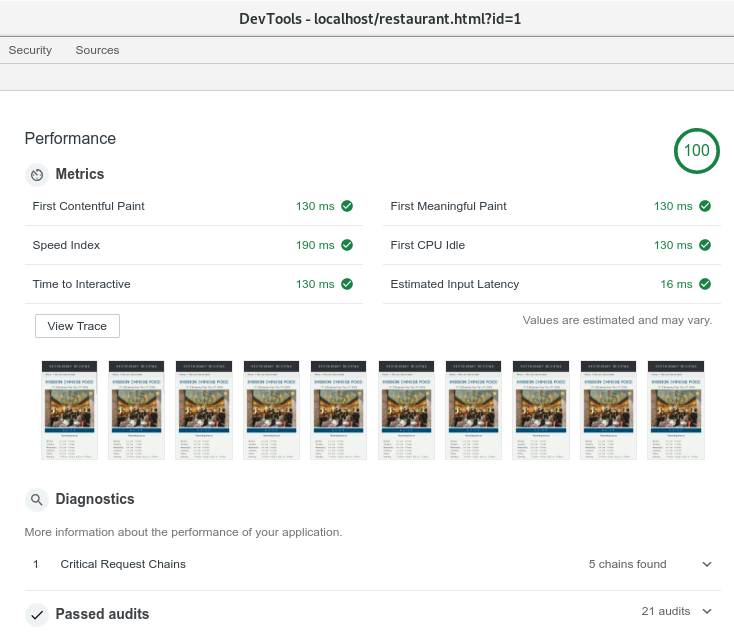 DevTools - localhost/restaurant.html?id=1
Security Sources
Performance
100
Metrics
First Contentful Paint 130 ms
First Meaningful Paint 130 ms
Speed Index 190 ms
First CPU Idle 130 ms
Time to Interactive 130 ms
Estimated Input Latency 16 ms
View Trace
Values are estimated and may vary.
Diagnostics
More information about the performance of your application.
1 Critical Request Chains 5 chains found
Passed audits 21 audits